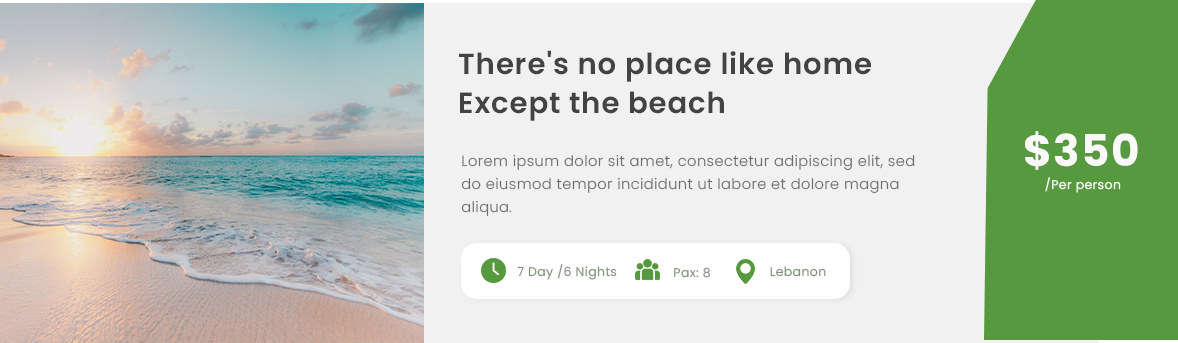 There's no place like home
Except the beach
Lorem ipsum dolor sit amet, consectetur adipiscing elit, sed
do eiusmod tempor incididunt ut labore et dolore magna
aliqua.
7 Day /6 Nights
Pax: 8
Lebanon
$350
/Per person